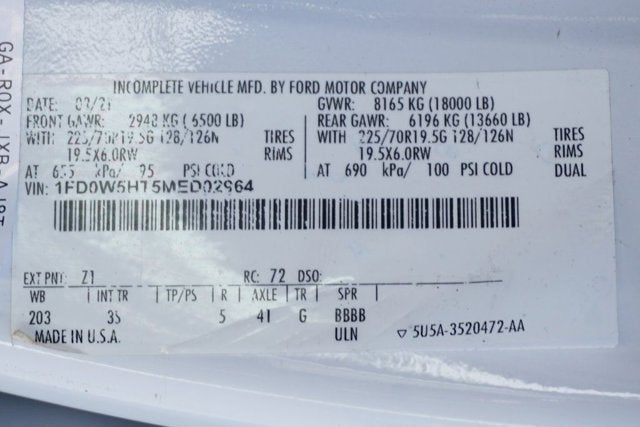 INCOMPLETE VEHICLE MFD. BY FORD MOTOR COMPANY
DATE: 03/21 GVWR: 8165 KG (18000 LB)
FRONT GAWR: 2948 KG (6500 LB) REAR GAWR: 6196 KG (13660 LB)
WITH 225/70R19.5G 128/126N TIRES WITH 225/70R19.5G 128/126N TIRES
19.5X6.0RW RIMS 19.5X6.0RW RIMS
AT 655 kPa/ 95 PSI COLD AT 690 kPa/ 100 PSI COLD DUAL
VIN: 1FD0W5HT5MED02964
EXT PNT: Z1 RC: 72 DSO:
WB INT TR TP/PS R AXLE TR SPR
203 3S 5 41 G BBBB
MADE IN U.S.A. ULN ▽ 5U5A-3520472-AA